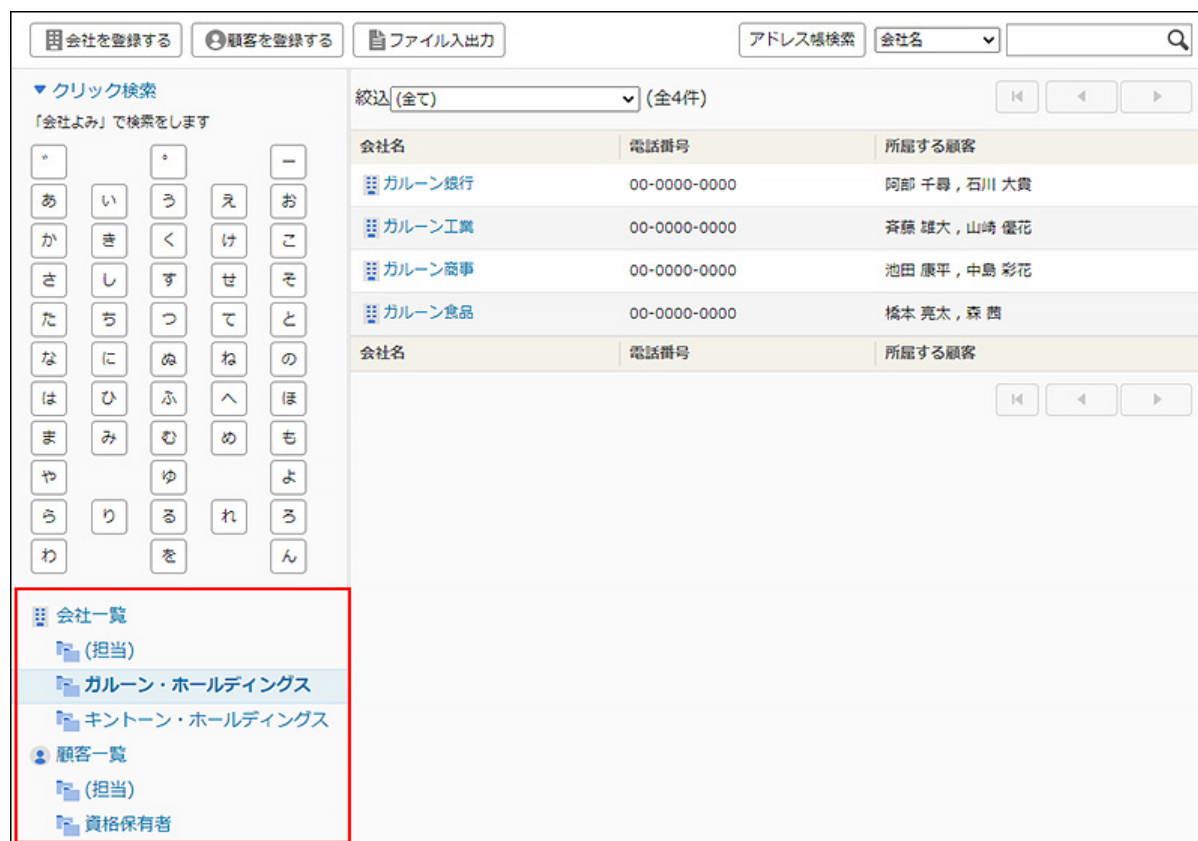 会社を登録する 顧客を登録する ファイル入出力 アドレス帳検索 会社名
▼ クリック検索
「会社よみ」で検索をします
゛ ゜ ー
あ い う え お
か き く け こ
さ し す せ そ
た ち つ て と
な に ぬ ね の
は ひ ふ へ ほ
ま み む め も
や ゆ よ
ら り る れ ろ
わ を ん
会社一覧
(担当)
ガルーン・ホールディングス
キントーン・ホールディングス
顧客一覧
(担当)
資格保有者
絞込 (全て) (全4件)
会社名 電話番号 所属する顧客
ガルーン銀行 00-0000-0000 阿部 千尋 , 石川 大貴
ガルーン工業 00-0000-0000 斉藤 雄大 , 山崎 優花
ガルーン商事 00-0000-0000 池田 康平 , 中島 彩花
ガルーン食品 00-0000-0000 橋本 亮太 , 森 茜
会社名 電話番号 所属する顧客